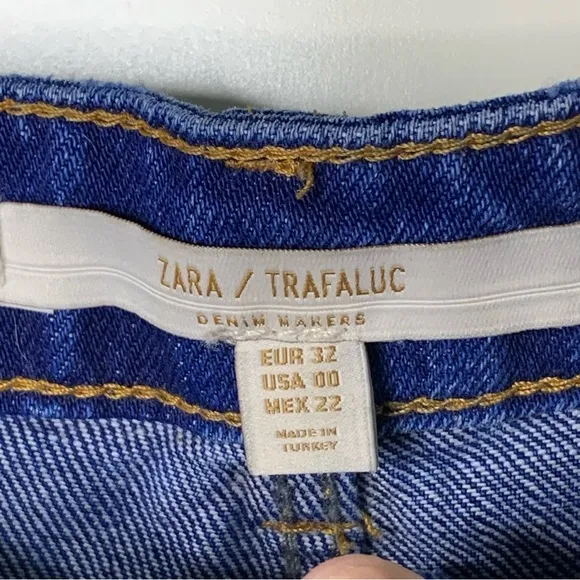 ZARA / TRAFALUC
DENIM MAKERS
EUR 32
USA 00
MEX 22
MADE IN
TURKEY